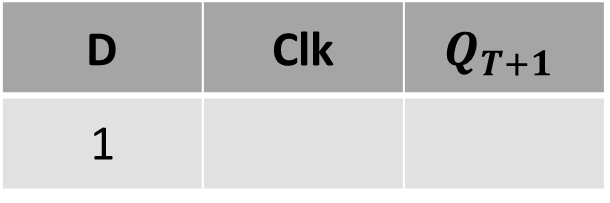 D Clk Q_{T+1}
1